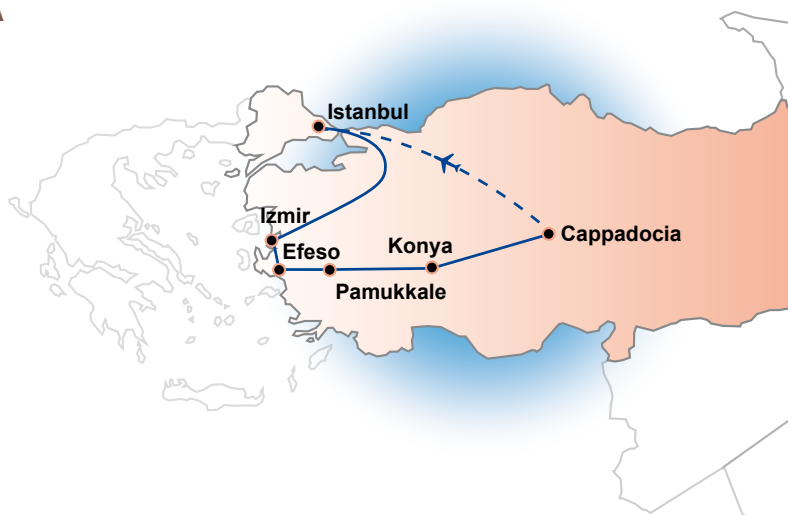 A
Istanbul
Izmir
Efeso
Konya
Cappadocia
Pamukkale